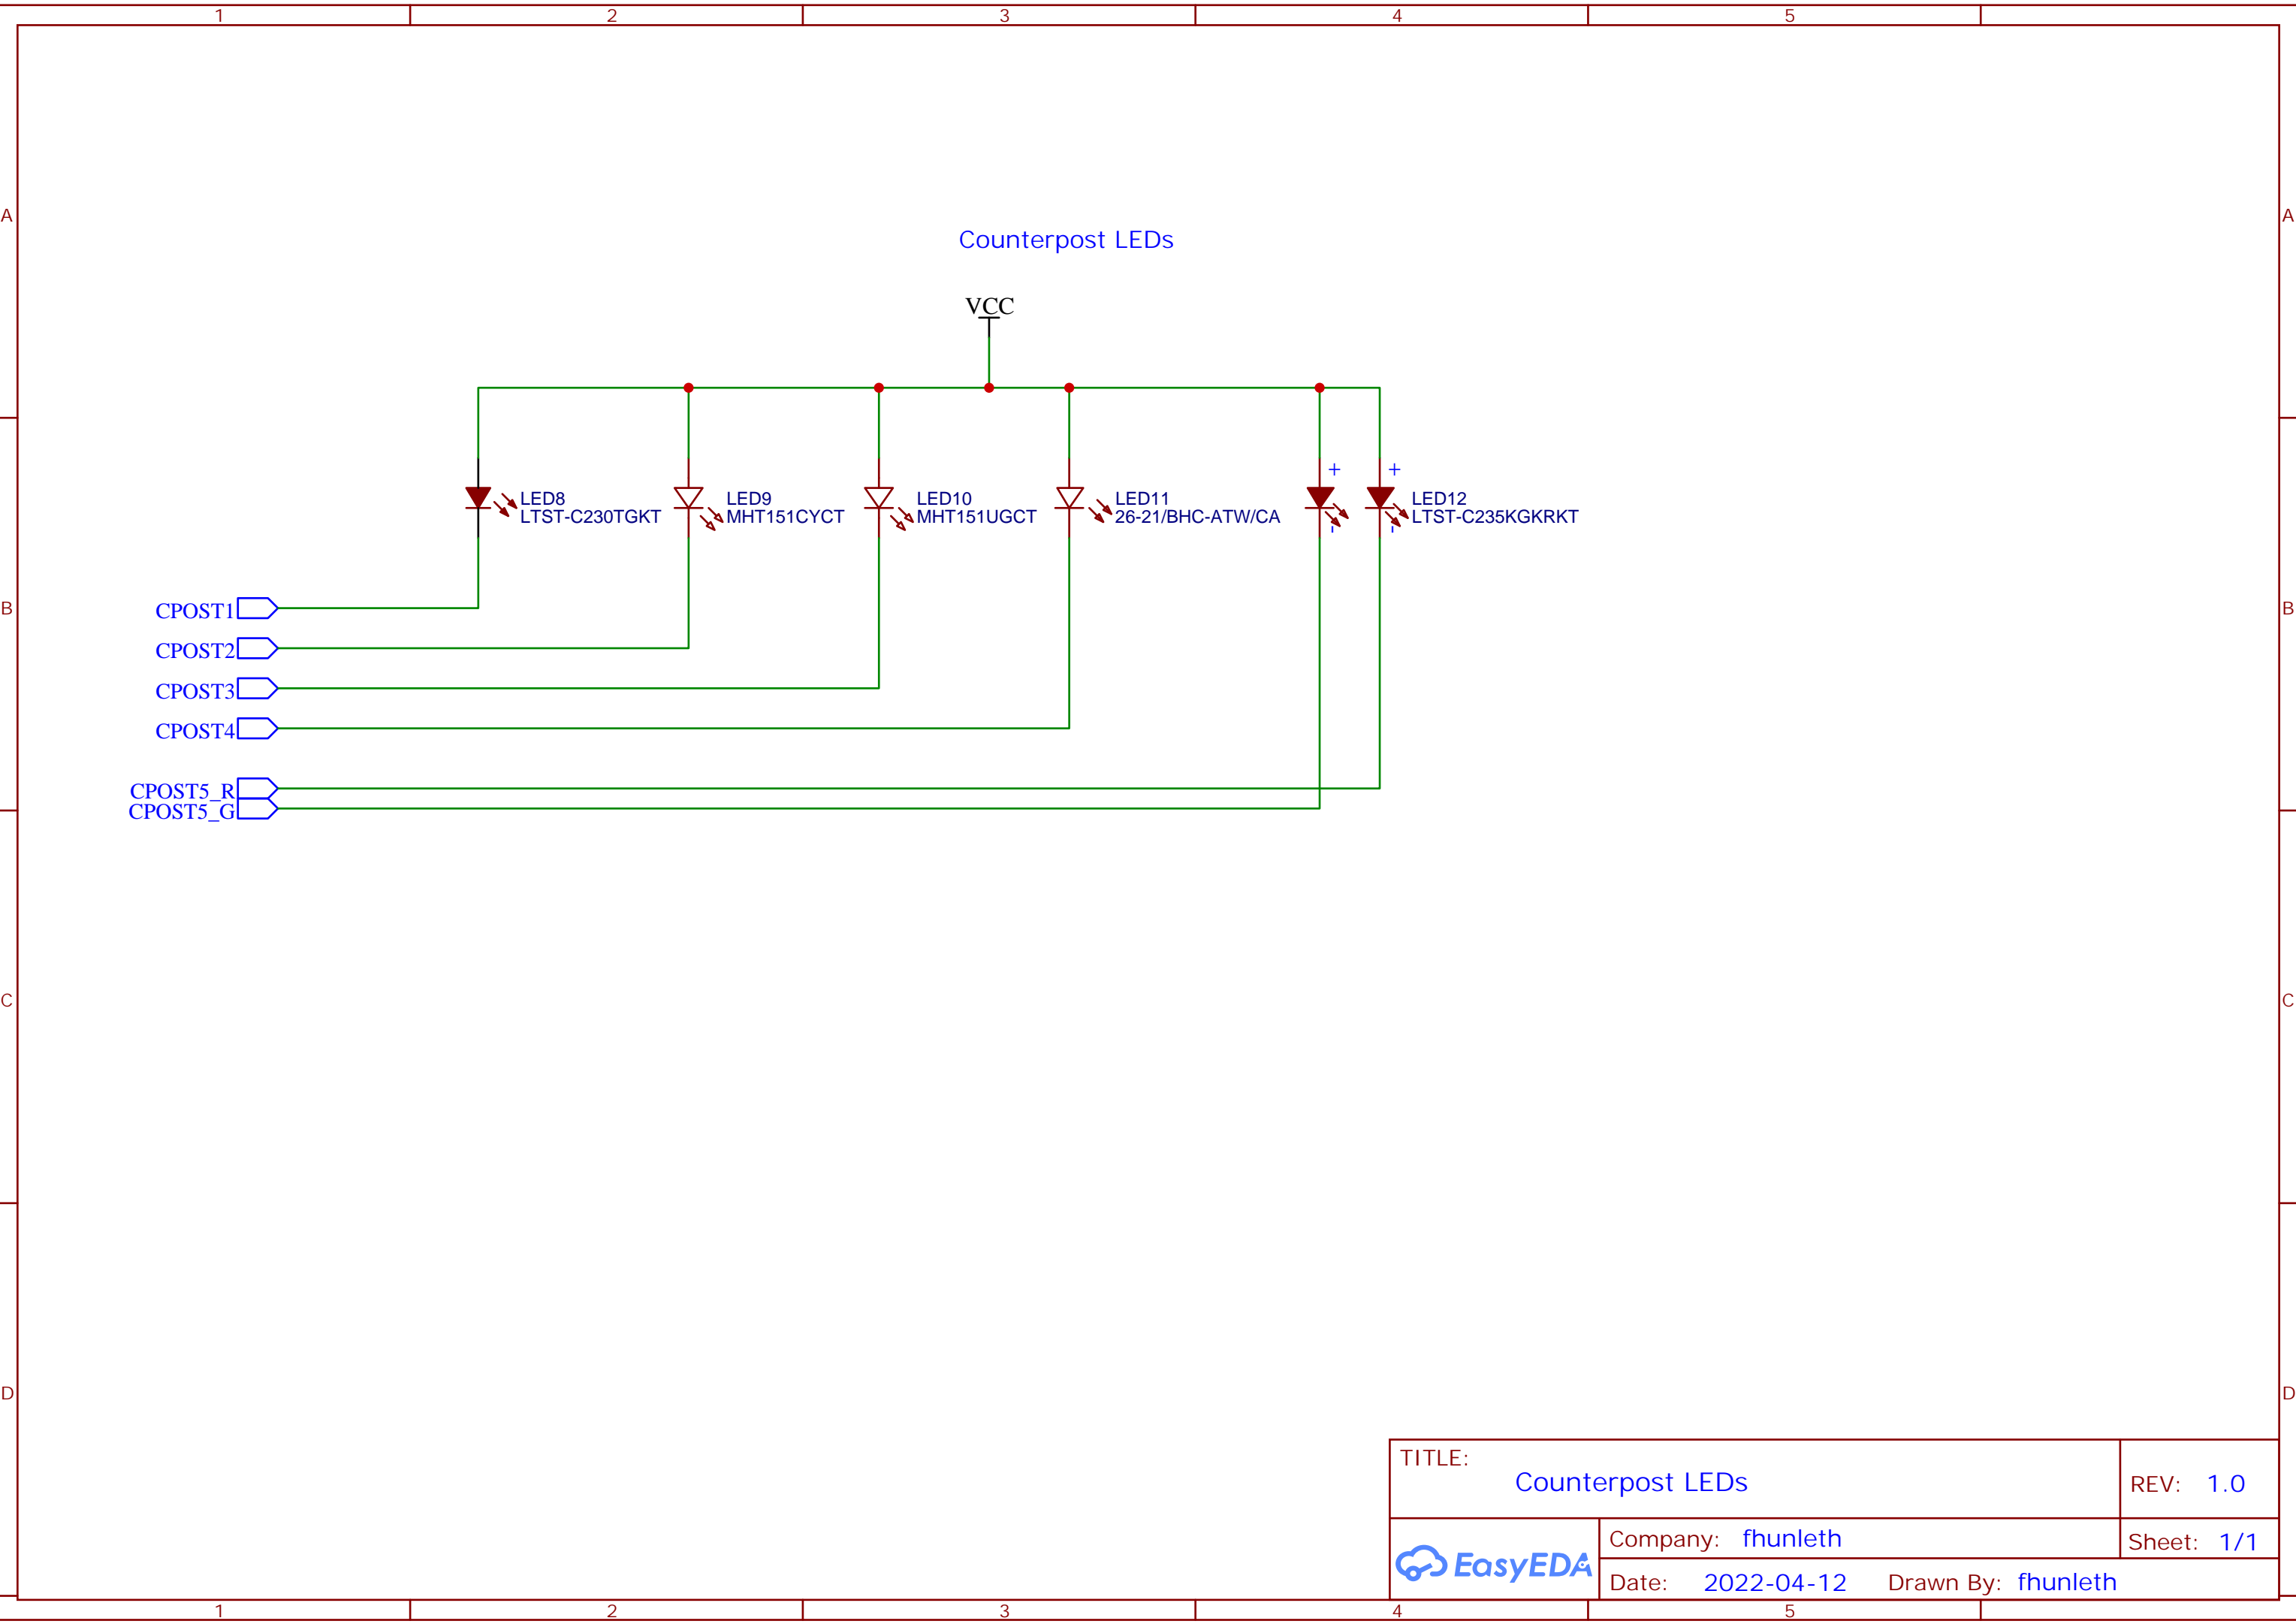 1 2 3 4 5
A A
Counterpost LEDs
VCC
+ +
LED8 LED9 LED10 LED11 LED12
LTST-C230TGKT MHT151CYCT MHT151UGCT 26-21/BHC-ATW/CA LTST-C235KGKRKT
- -
B CPOST1 B
CPOST2
CPOST3
CPOST4
CPOST5_R
CPOST5_G
C C
D D
TITLE:
Counterpost LEDs
REV: 1.0
EasyEDA
Company: fhunleth
Sheet: 1/1
Date: 2022-04-12 Drawn By: fhunleth
1 2 3 4 5